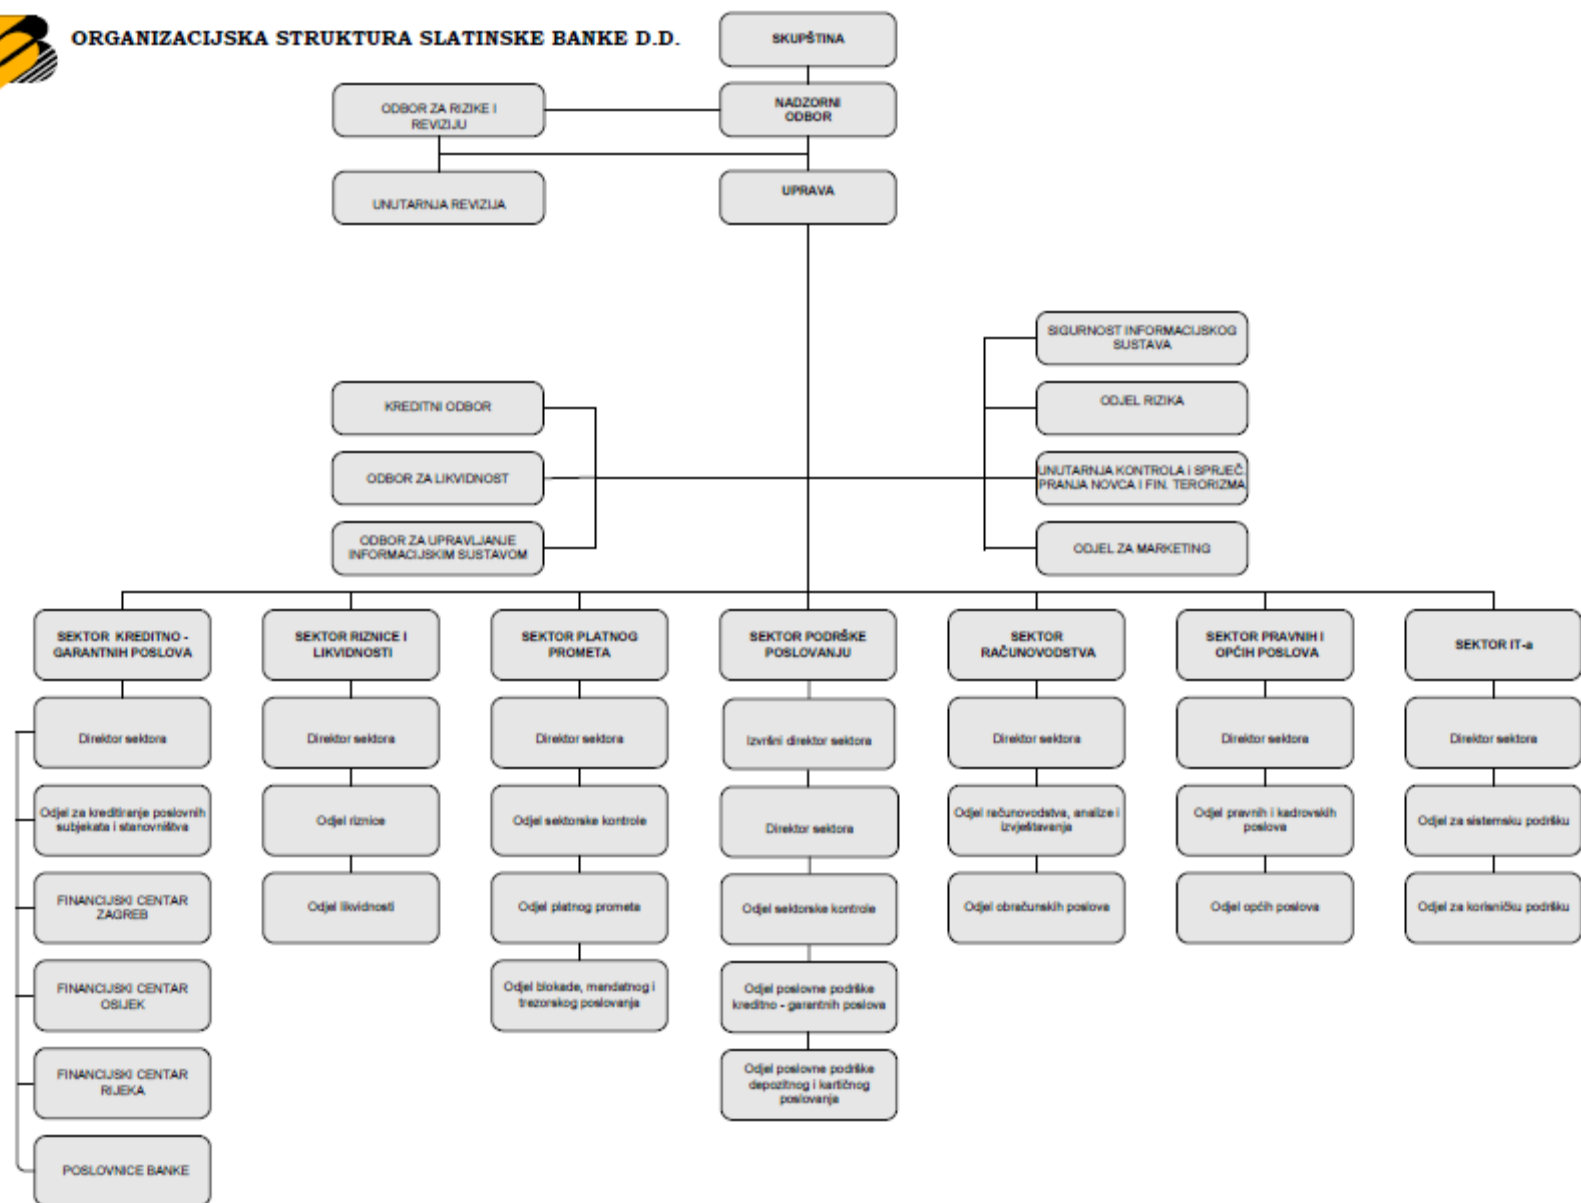 ORGANIZACIJSKA STRUKTURA SLATINSKE BANKE D.D.
SKUPŠTINA
ODBOR ZA RIZIKE I
REVIZIJU
NADZORNI
ODBOR
UNUTARNJA REVIZIJA
UPRAVA
SIGURNOST INFORMACIJSKOG
SUSTAVA
KREDITNI ODBOR
ODJEL RIZIKA
ODBOR ZA LIKVIDNOST
UNUTARNJA KONTROLA I SPRJEČ.
PRANJA NOVCA I FIN. TERORIZMA
ODBOR ZA UPRAVLJANJE
INFORMACIJSKIM SUSTAVOM
ODJEL ZA MARKETING
SEKTOR KREDITNO -
GARANTNIH POSLOVA
SEKTOR RIZNICE I
LIKVIDNOSTI
SEKTOR PLATNOG
PROMETA
SEKTOR PODRŠKE
POSLOVANJU
SEKTOR
RAČUNOVODSTVA
SEKTOR PRAVNIH I
OPĆIH POSLOVA
SEKTOR IT-a
Direktor sektora
Direktor sektora
Direktor sektora
Izvršni direktor sektora
Direktor sektora
Direktor sektora
Direktor sektora
Odjel za kreditiranje poslovnih
subjekata i stanovništva
Odjel riznice
Odjel sektorske kontrole
Direktor sektora
Odjel računovodstva, analize i
izvještavanja
Odjel pravnih i kadrovskih
poslova
Odjel za sistemsku podršku
FINANCIJSKI CENTAR
ZAGREB
Odjel likvidnosti
Odjel platnog prometa
Odjel sektorske kontrole
Odjel obračunskih poslova
Odjel općih poslova
Odjel za korisničku podršku
FINANCIJSKI CENTAR
OSIJEK
Odjel blokade, mandatnog i
trezorskog poslovanja
Odjel poslovne podrške
kreditno - garantnih poslova
FINANCIJSKI CENTAR
RIJEKA
Odjel poslovne podrške
depozitnog i kartičnog
poslovanja
POSLOVNICE BANKE